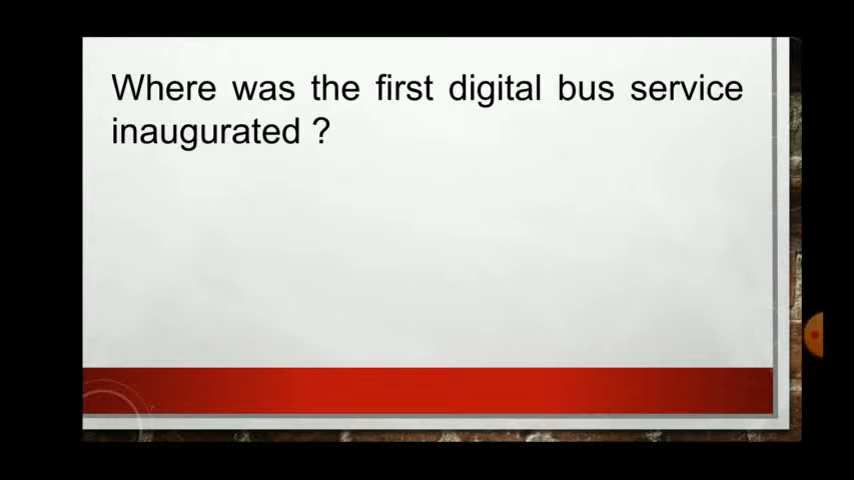 Where was the first digital bus service
inaugurated ?